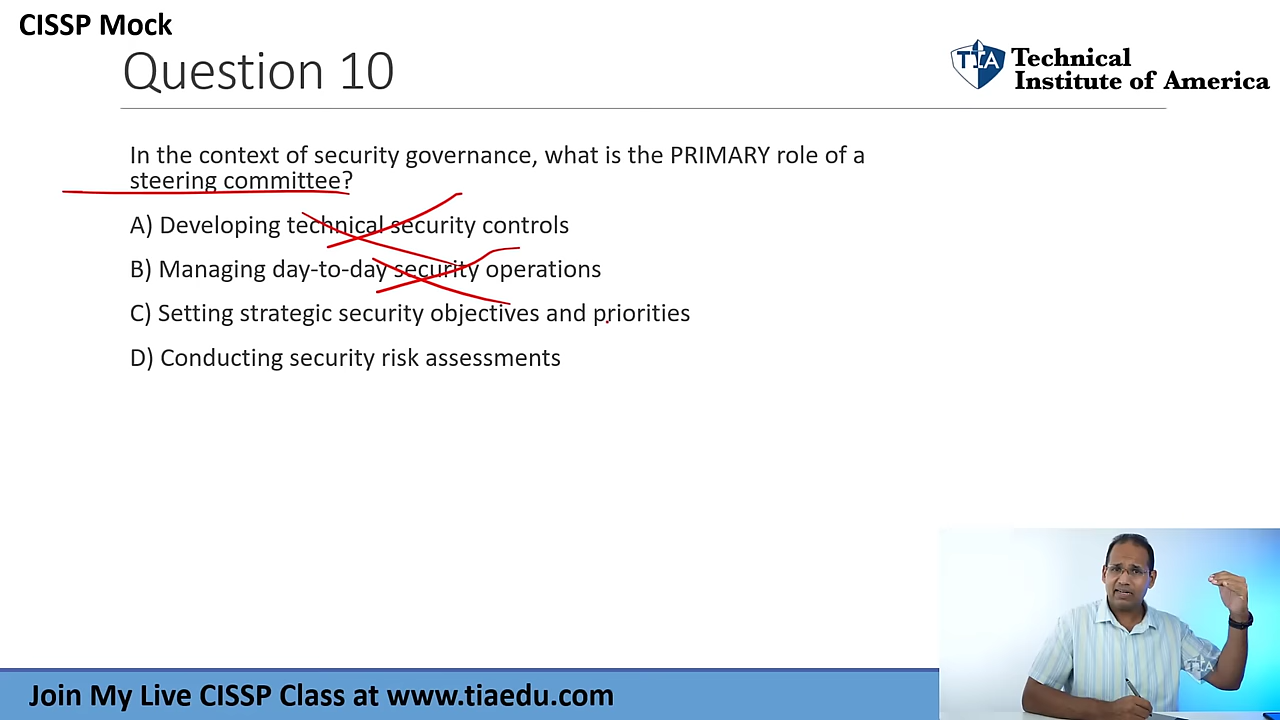 CISSP Mock
Question 10
TIA Technical
Institute of America
In the context of security governance, what is the PRIMARY role of a
steering committee?
A) Developing technical security controls
B) Managing day-to-day security operations
C) Setting strategic security objectives and priorities
D) Conducting security risk assessments
TIA
Join My Live CISSP Class at www.tiaedu.com